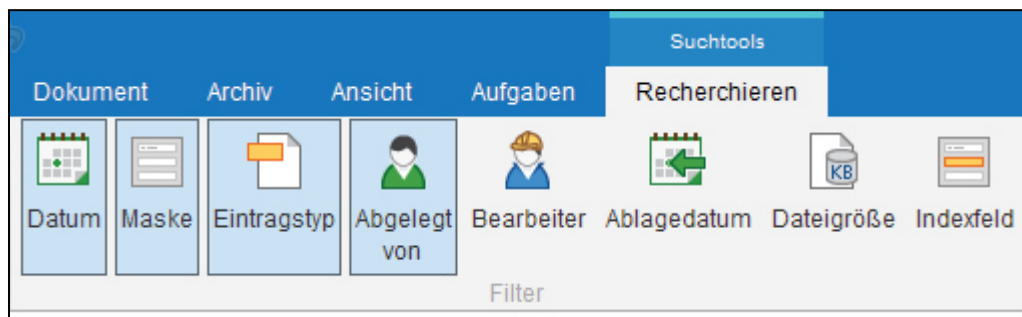 Suchtools
Dokument Archiv Ansicht Aufgaben Recherchieren
Datum Maske Eintragstyp Abgelegt von Bearbeiter Ablagedatum KB Dateigröße Indexfeld
Filter